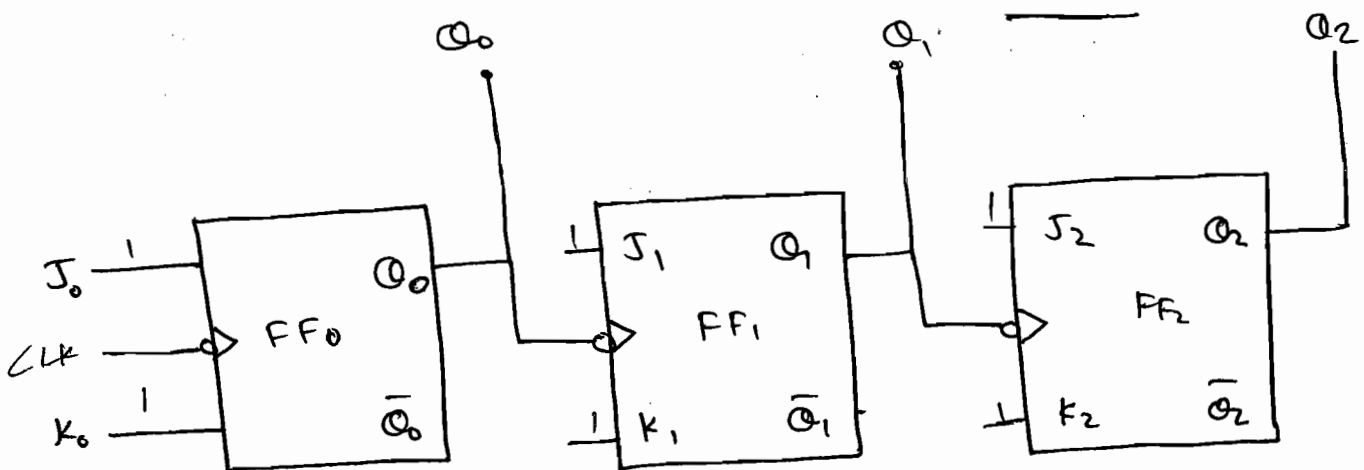 Q₀ Q₁ Q₂
1 J₁ Q₁ 1 J₂ Q₂
J₀ 1 Q₀
FF₀ FF₁ FF₂
CLK
1 Q̅₀ 1 K₁ Q̅₁ 1 K₂ Q̅₂
K₀